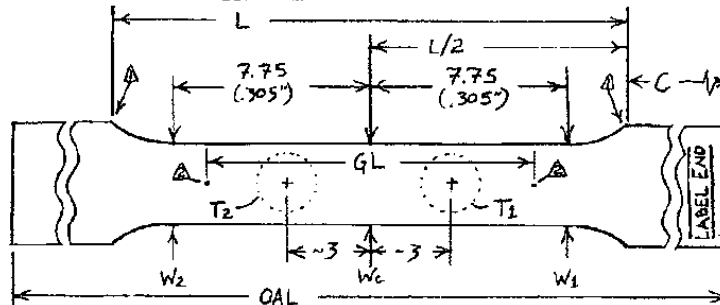 L
L/2
7.75
(.305")
7.75
(.305")
C
GL
T2
T1
LABEL END
~3
~3
W2
Wc
W1
OAL